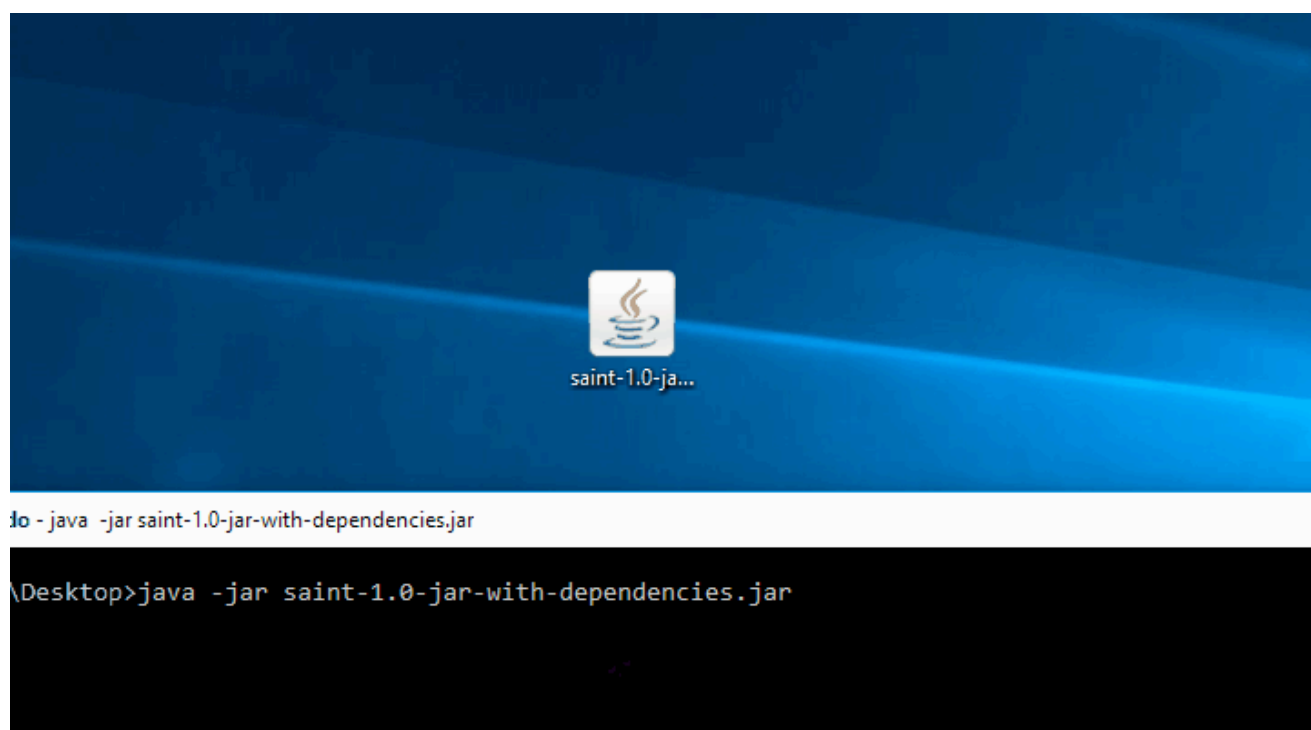 saint-1.0-ja...
do - java -jar saint-1.0-jar-with-dependencies.jar
\Desktop>java -jar saint-1.0-jar-with-dependencies.jar